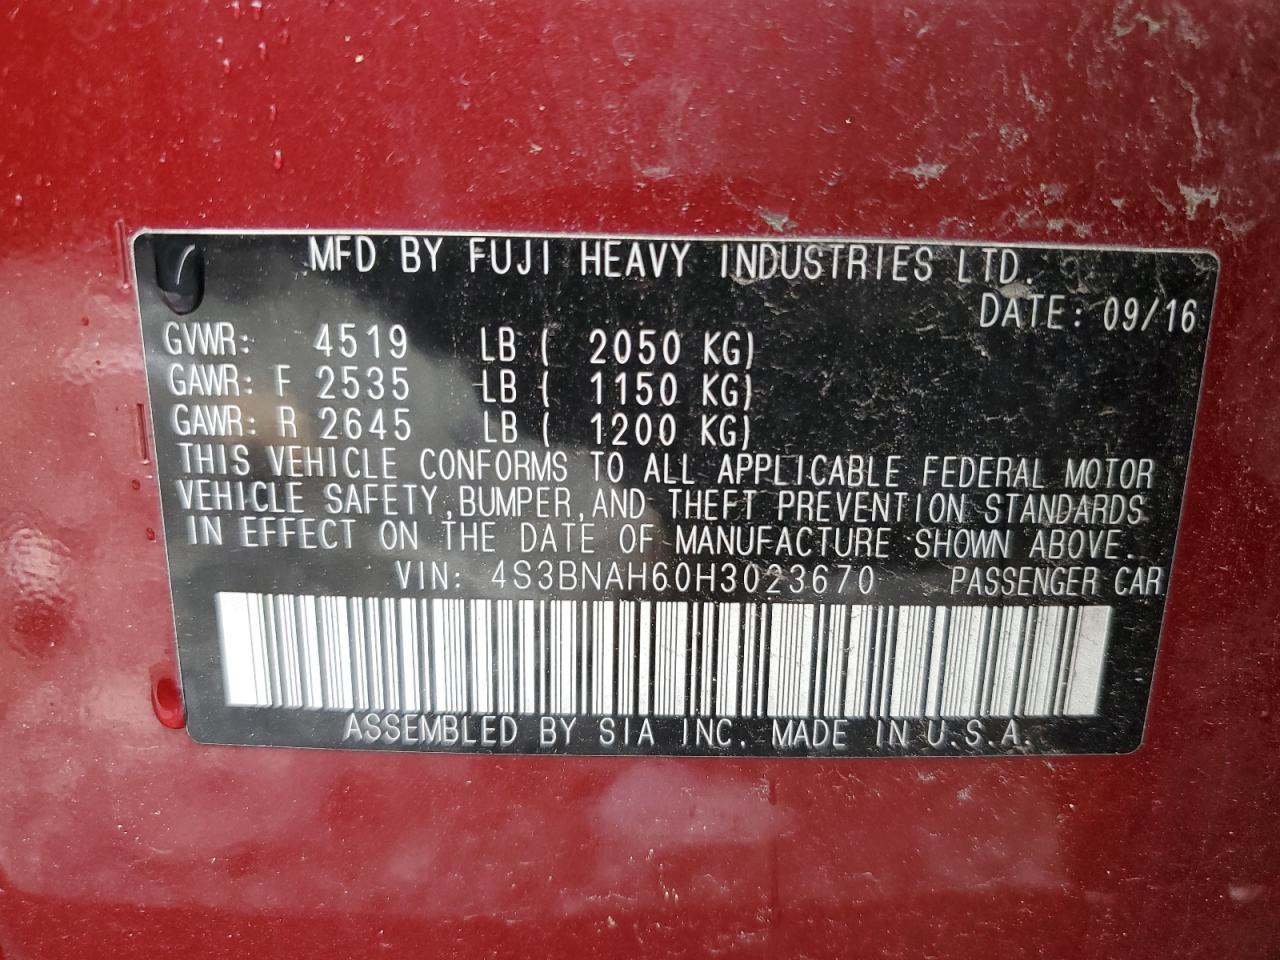 MFD BY FUJI HEAVY INDUSTRIES LTD.
DATE: 09/16
GVWR: 4519 LB ( 2050 KG)
GAWR: F 2535 LB ( 1150 KG)
GAWR: R 2645 LB ( 1200 KG)
THIS VEHICLE CONFORMS TO ALL APPLICABLE FEDERAL MOTOR
VEHICLE SAFETY,BUMPER,AND THEFT PREVENTION STANDARDS
IN EFFECT ON THE DATE OF MANUFACTURE SHOWN ABOVE.
VIN: 4S3BNAH60H3023670 PASSENGER CAR
ASSEMBLED BY SIA INC. MADE IN U.S.A.